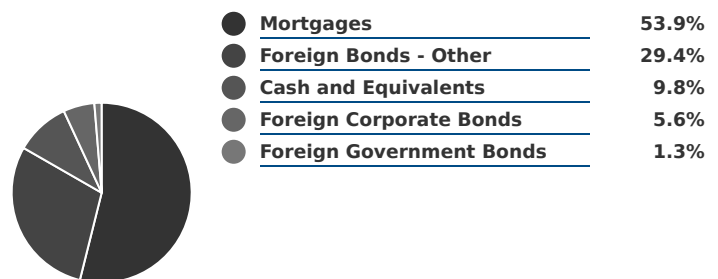 Mortgages 53.9%
Foreign Bonds - Other 29.4%
Cash and Equivalents 9.8%
Foreign Corporate Bonds 5.6%
Foreign Government Bonds 1.3%